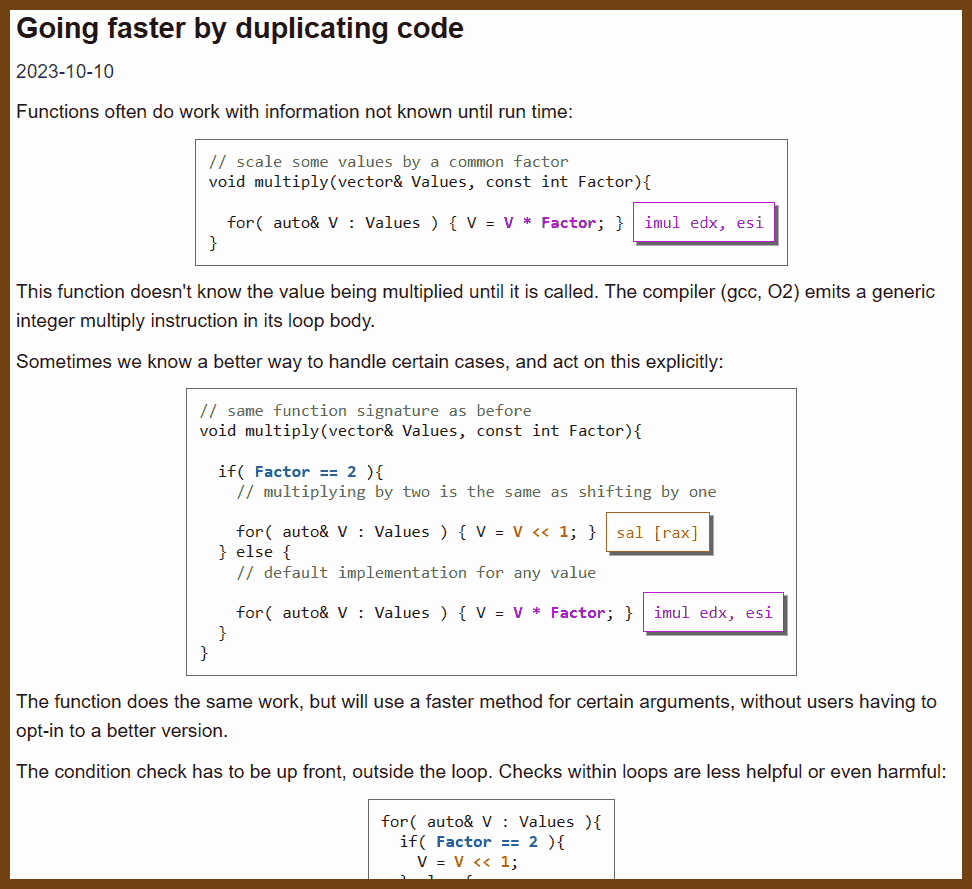 Going faster by duplicating code
2023-10-10
Functions often do work with information not known until run time:
// scale some values by a common factor
void multiply(vector& Values, const int Factor){
for( auto& V : Values ) { V = V * Factor; } imul edx, esi
}
This function doesn't know the value being multiplied until it is called. The compiler (gcc, O2) emits a generic
integer multiply instruction in its loop body.
Sometimes we know a better way to handle certain cases, and act on this explicitly:
// same function signature as before
void multiply(vector& Values, const int Factor){
if( Factor == 2 ){
// multiplying by two is the same as shifting by one
for( auto& V : Values ) { V = V << 1; } sal [rax]
} else {
// default implementation for any value
for( auto& V : Values ) { V = V * Factor; } imul edx, esi
}
}
The function does the same work, but will use a faster method for certain arguments, without users having to
opt-in to a better version.
The condition check has to be up front, outside the loop. Checks within loops are less helpful or even harmful:
for( auto& V : Values ){
if( Factor == 2 ){
V = V << 1;